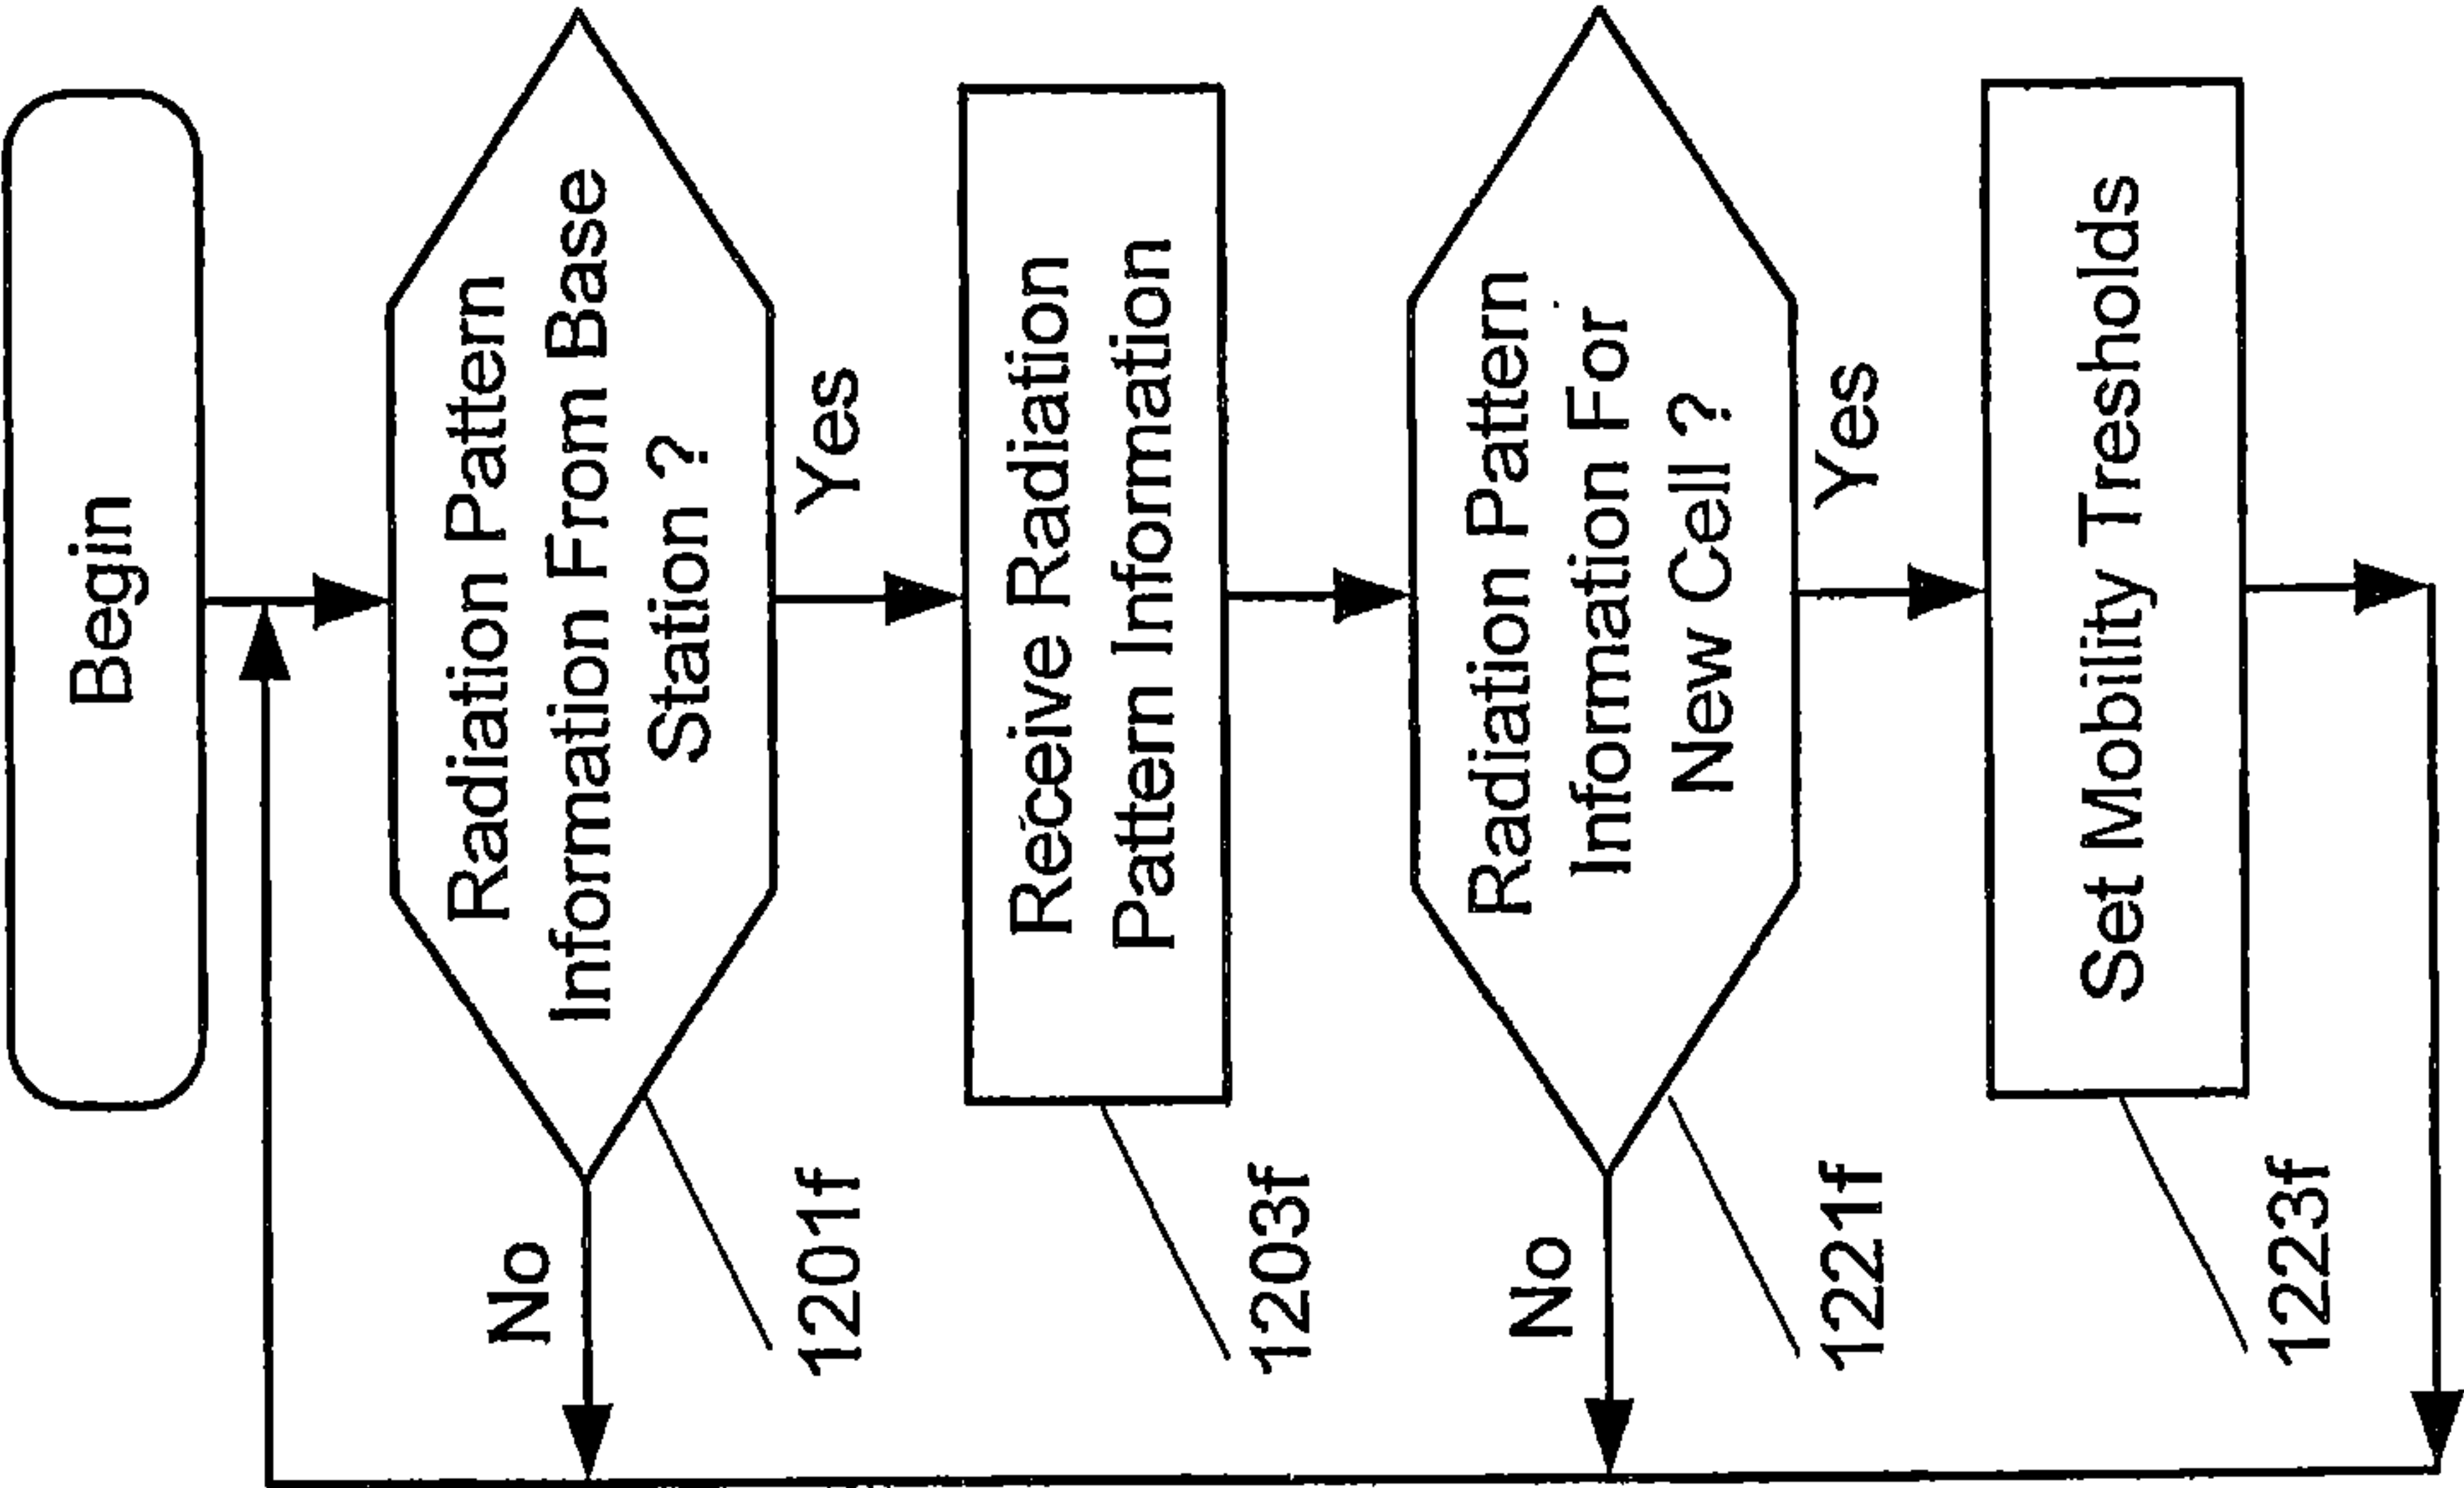 Begin
Radiation Pattern
Information From Base
Station ?
No
Yes
1201f
Receive Radiation
Pattern Information
1203f
Radiation Pattern
Information For
New Cell ?
No
Yes
1221f
Set Mobility Tresholds
1223f